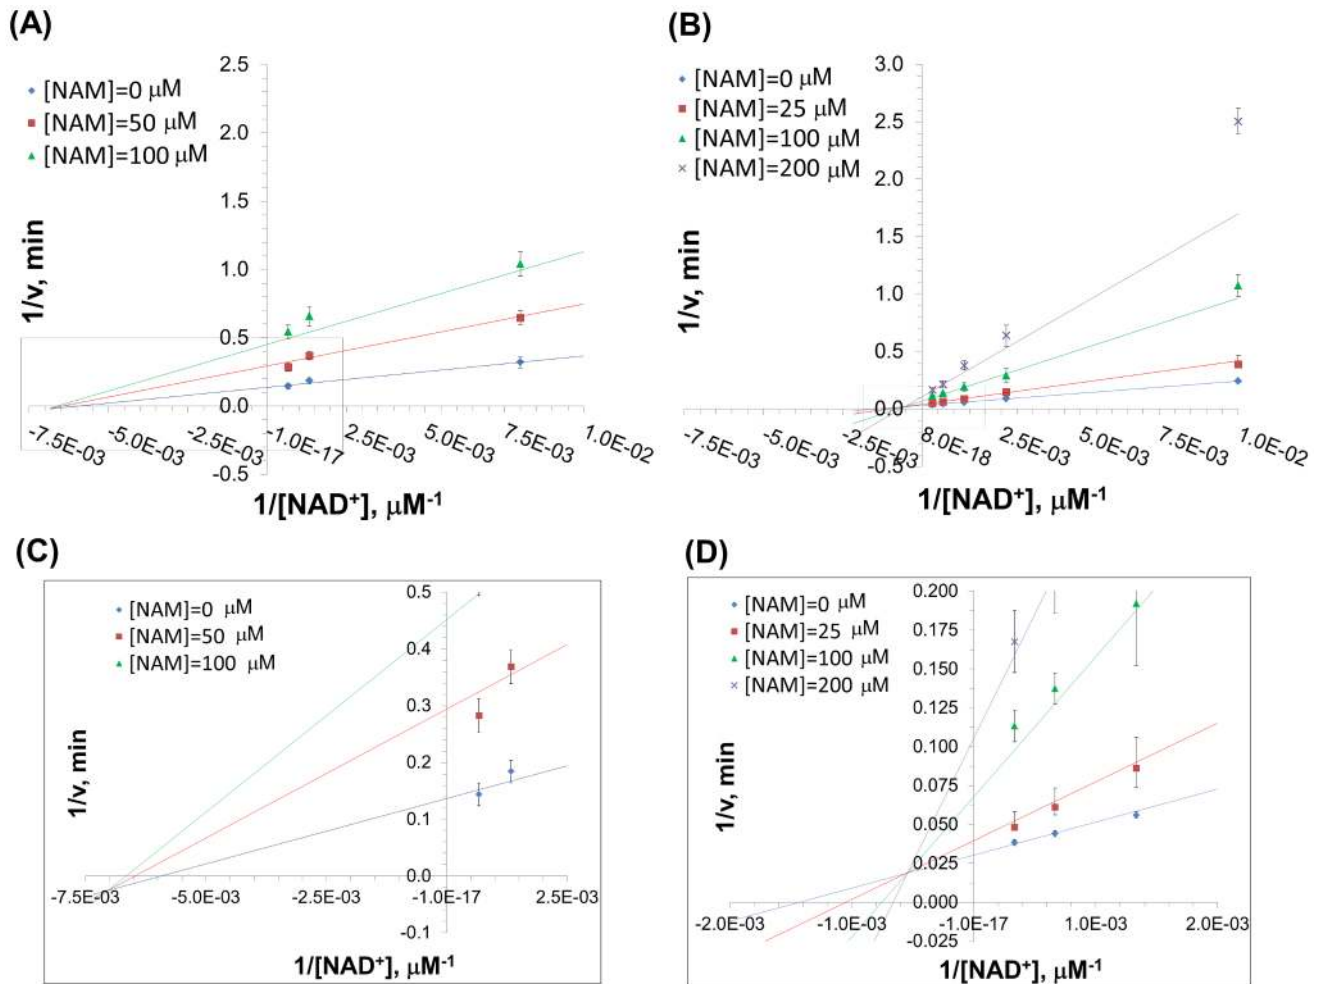 (A)
[NAM]=0 μM
[NAM]=50 μM
[NAM]=100 μM
2.5
2.0
1.5
1.0
0.5
0.0
-0.5
-7.5E-03
-5.0E-03
-2.5E-03
-1.0E-17
2.5E-03
5.0E-03
7.5E-03
1.0E-02
1/v, min
1/[NAD⁺], μM⁻¹
(B)
[NAM]=0 μM
[NAM]=25 μM
[NAM]=100 μM
[NAM]=200 μM
3.0
2.5
2.0
1.5
1.0
0.5
0.0
-0.5
-7.5E-03
-5.0E-03
-2.5E-03
8.0E-18
2.5E-03
5.0E-03
7.5E-03
1.0E-02
1/v, min
1/[NAD⁺], μM⁻¹
(C)
[NAM]=0 μM
[NAM]=50 μM
[NAM]=100 μM
0.5
0.4
0.3
0.2
0.1
0.0
-0.1
-7.5E-03
-5.0E-03
-2.5E-03
-1.0E-17
2.5E-03
1/v, min
1/[NAD⁺], μM⁻¹
(D)
[NAM]=0 μM
[NAM]=25 μM
[NAM]=100 μM
[NAM]=200 μM
0.200
0.175
0.150
0.125
0.100
0.075
0.050
0.025
0.000
-0.025
-2.0E-03
-1.0E-03
-1.0E-17
1.0E-03
2.0E-03
1/v, min
1/[NAD⁺], μM⁻¹